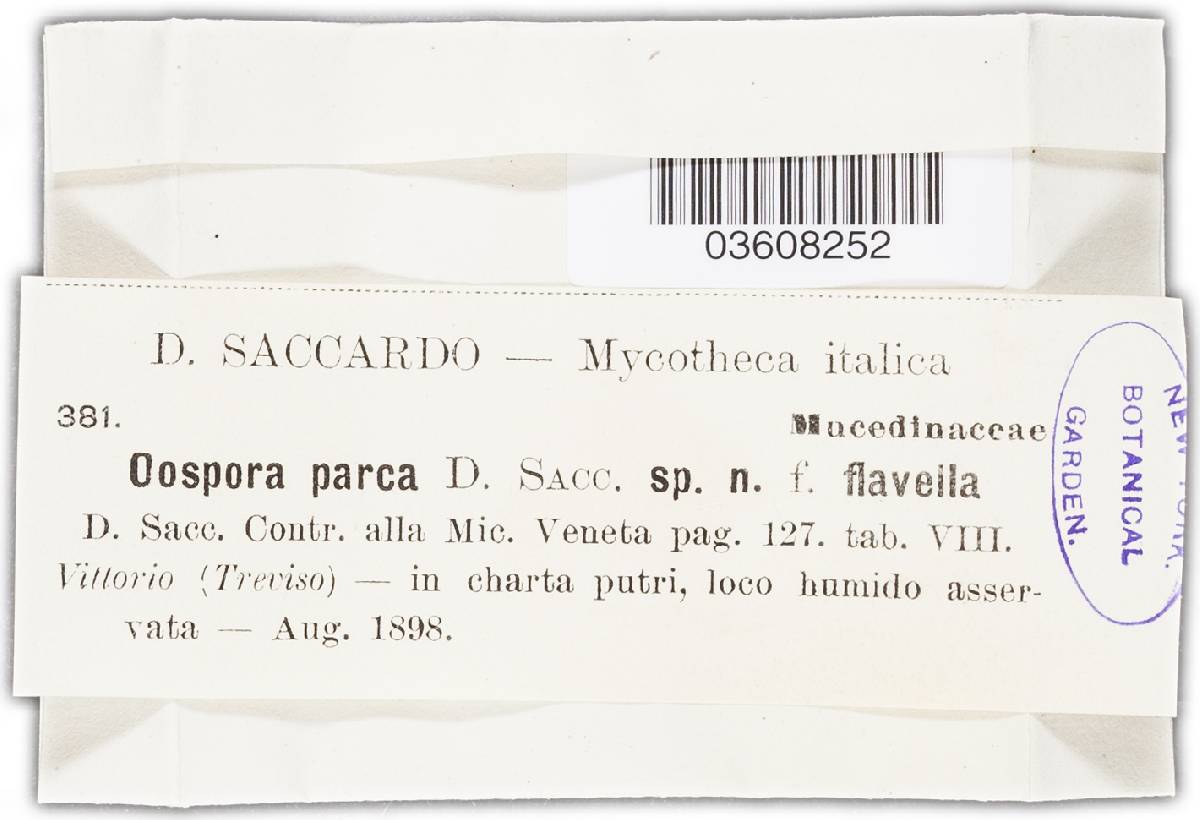 03608252
D. SACCARDO — Mycotheca italica
381.
Mucedinaceae
Oospora parca D. SACC. sp. n. f. flavella
D. Sacc. Contr. alla Mic. Veneta pag. 127. tab. VIII.
Vittorio (Treviso) — in charta putri, loco humido asser-
vata — Aug. 1898.
NEW YORK
BOTANICAL
GARDEN.